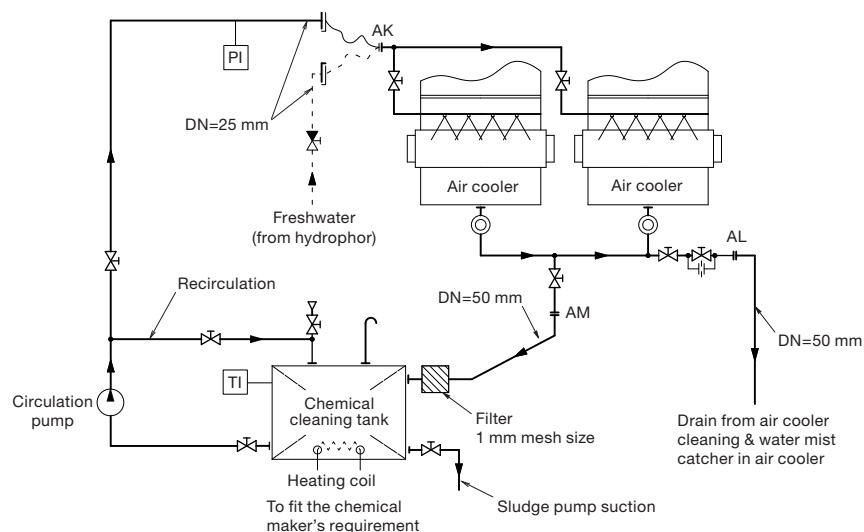 AK
PI
DN=25 mm
Air cooler
Air cooler
Freshwater
(from hydrophor)
AL
Recirculation
DN=50 mm
AM
DN=50 mm
TI
Chemical
cleaning tank
Circulation
pump
Filter
1 mm mesh size
Drain from air cooler
cleaning & water mist
catcher in air cooler
Heating coil
To fit the chemical
maker's requirement
Sludge pump suction